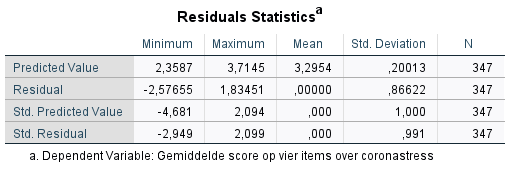 Residuals Statisticsa
Minimum Maximum Mean Std. Deviation N
Predicted Value 2,3587 3,7145 3,2954 ,20013 347
Residual -2,57655 1,83451 ,00000 ,86622 347
Std. Predicted Value -4,681 2,094 ,000 1,000 347
Std. Residual -2,949 2,099 ,000 ,991 347
a. Dependent Variable: Gemiddelde score op vier items over coronastress